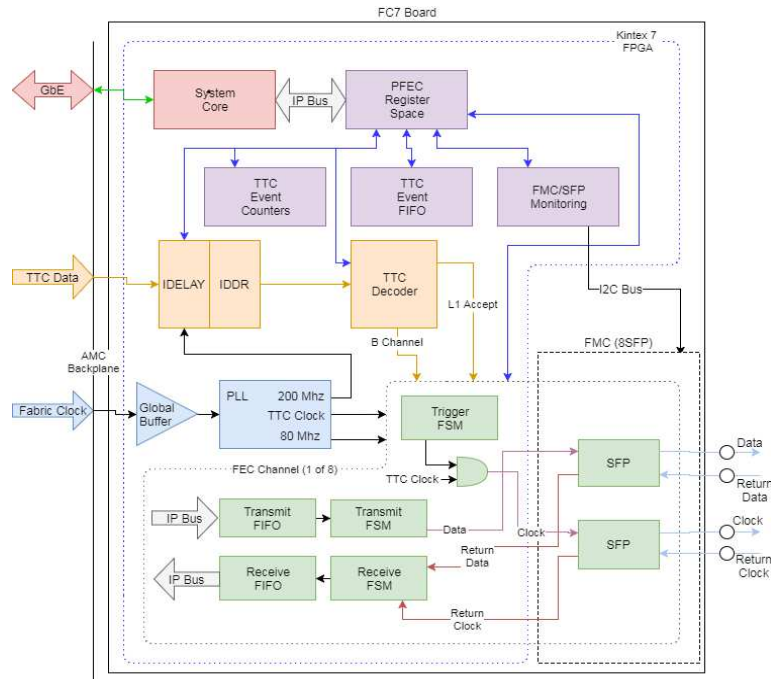 FC7 Board
Kintex 7
FPGA
GbE
System
Core
IP Bus
PFEC
Register
Space
TTC
Event
Counters
TTC
Event
FIFO
FMC/SFP
Monitoring
TTC Data
IDELAY
IDDR
TTC
Decoder
L1 Accept
I2C Bus
B Channel
FMC (8SFP)
AMC
Backplane
Fabric Clock
Global
Buffer
PLL
200 Mhz
TTC Clock
80 Mhz
Trigger
FSM
FEC Channel (1 of 8)
TTC Clock
SFP
Data
Return
Data
IP Bus
Transmit
FIFO
Transmit
FSM
Data
Clock
SFP
Clock
Return
Clock
IP Bus
Receive
FIFO
Receive
FSM
Return
Data
Return
Clock